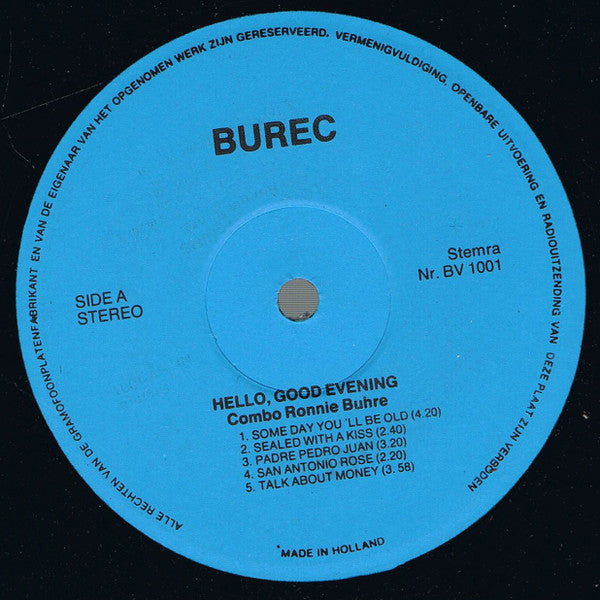 ALLE RECHTEN VAN DE GRAMOFOONPLATENFABRIKANT EN VAN DE EIGENAAR VAN HET OPGENOMEN WERK ZIJN GERESERVEERD. VERMENIGVULDIGING, OPENBARE UITVOERING EN RADIOUITZENDING VAN DEZE PLAAT ZIJN VERBODEN
BUREC
Stemra
Nr. BV 1001
SIDE A
STEREO
HELLO, GOOD EVENING
Combo Ronnie Buhre
1. SOME DAY YOU'LL BE OLD (4.20)
2. SEALED WITH A KISS (2.40)
3. PADRE PEDRO JUAN (3.20)
4. SAN ANTONIO ROSE (2.20)
5. TALK ABOUT MONEY (3. 58)
MADE IN HOLLAND